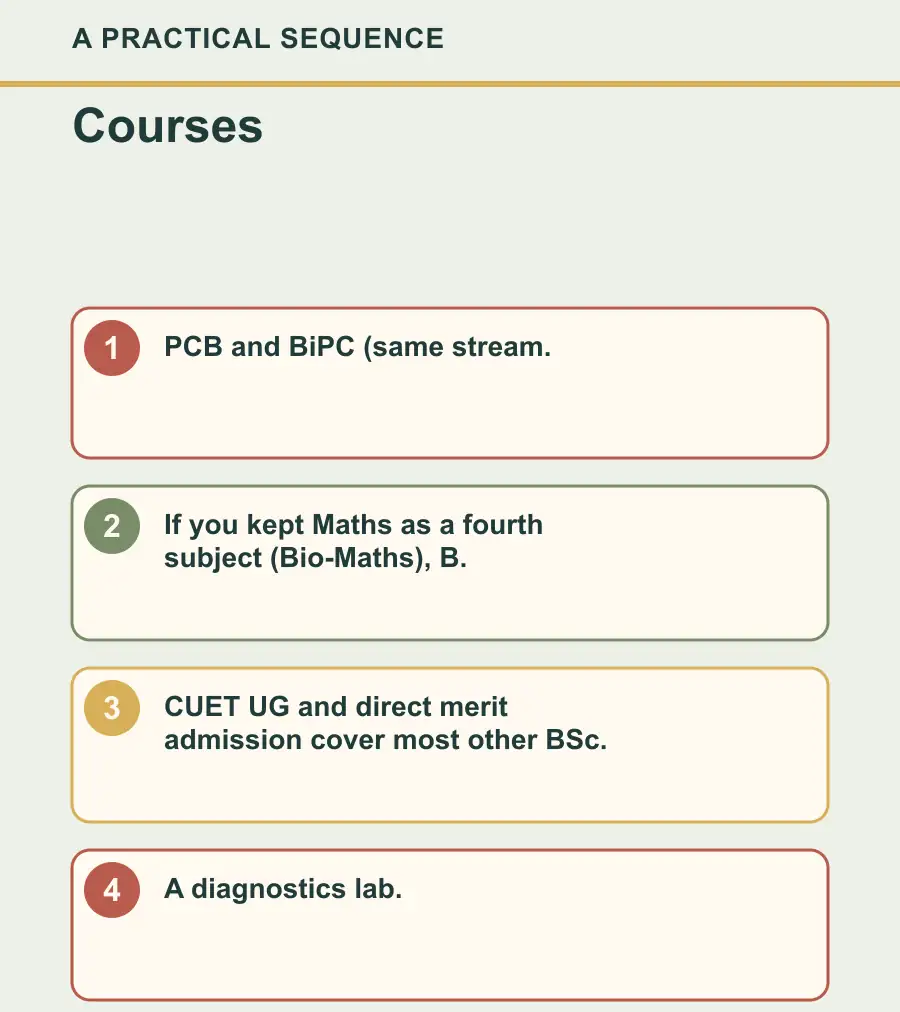 A PRACTICAL SEQUENCE
Courses
1
PCB and BiPC (same stream.
2
If you kept Maths as a fourth
subject (Bio-Maths), B.
3
CUET UG and direct merit
admission cover most other BSc.
4
A diagnostics lab.